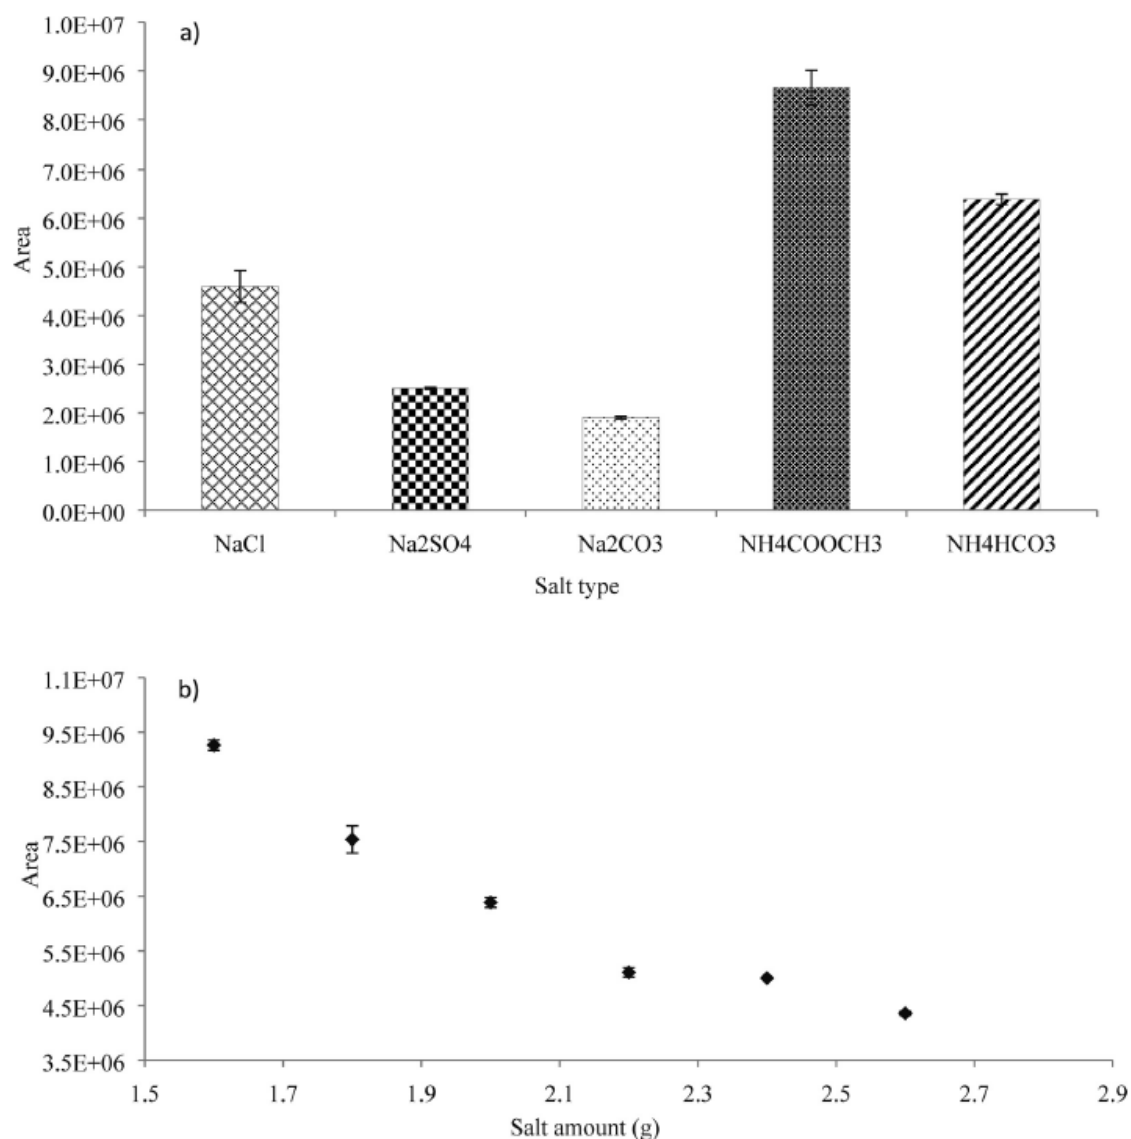 a)
1.0E+07
9.0E+06
8.0E+06
7.0E+06
6.0E+06
5.0E+06
4.0E+06
3.0E+06
2.0E+06
1.0E+06
0.0E+00
Area
NaCl Na2SO4 Na2CO3 NH4COOCH3 NH4HCO3
Salt type
b)
1.1E+07
9.5E+06
8.5E+06
7.5E+06
6.5E+06
5.5E+06
4.5E+06
3.5E+06
Area
1.5 1.7 1.9 2.1 2.3 2.5 2.7 2.9
Salt amount (g)